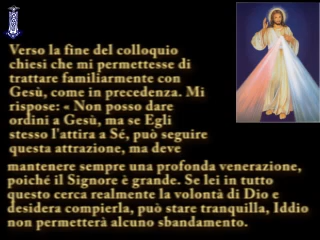 Verso la fine del colloquio
chiesi che mi permettesse di
trattare familiarmente con
Gesù, come in precedenza. Mi
rispose: « Non posso dare
ordini a Gesù, ma se Egli
stesso l'attira a Sé, può seguire
questa attrazione, ma deve
mantenere sempre una profonda venerazione,
poiché il Signore è grande. Se lei in tutto
questo cerca realmente la volontà di Dio e
desidera compierla, può stare tranquilla, Iddio
non permetterà alcuno sbandamento.